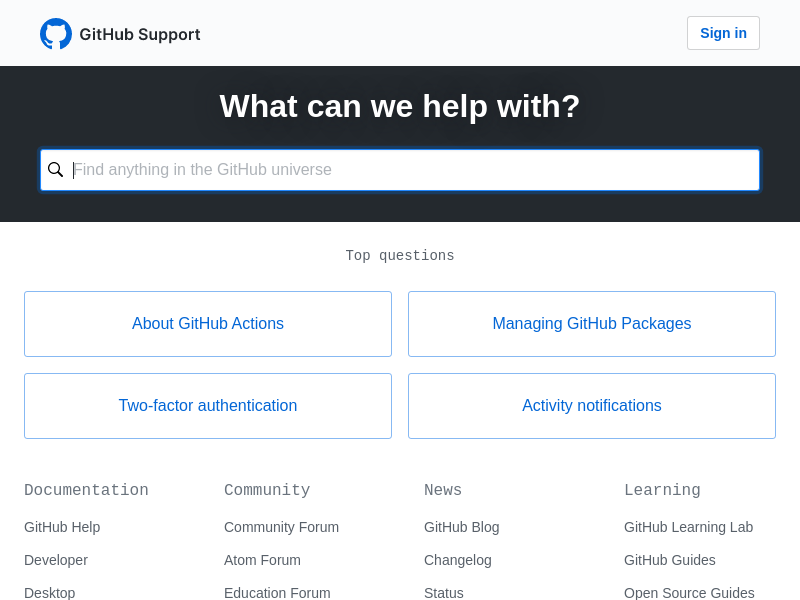 GitHub Support
Sign in
What can we help with?
Find anything in the GitHub universe
Top questions
About GitHub Actions
Managing GitHub Packages
Two-factor authentication
Activity notifications
Documentation
Community
News
Learning
GitHub Help
Community Forum
GitHub Blog
GitHub Learning Lab
Developer
Atom Forum
Changelog
GitHub Guides
Desktop
Education Forum
Status
Open Source Guides